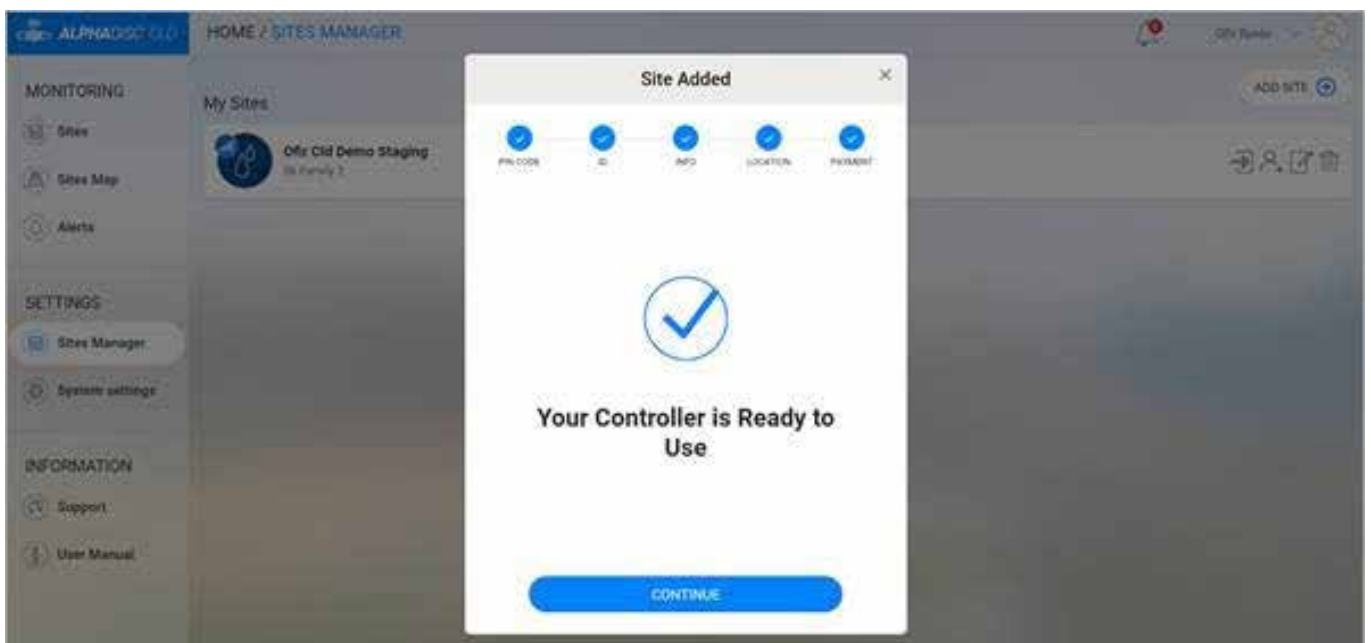 ALPHADISC CLD
HOME / SITES MANAGER
MONITORING
Sites
Sites Map
Alerts
SETTINGS
Sites Manager
System settings
INFORMATION
Support
User Manual
My Sites
ADD SITE
Ofir Cld Demo Staging
Site Added
PIN CODE
ID
INFO
LOCATION
PAYMENT
Your Controller is Ready to
Use
CONTINUE